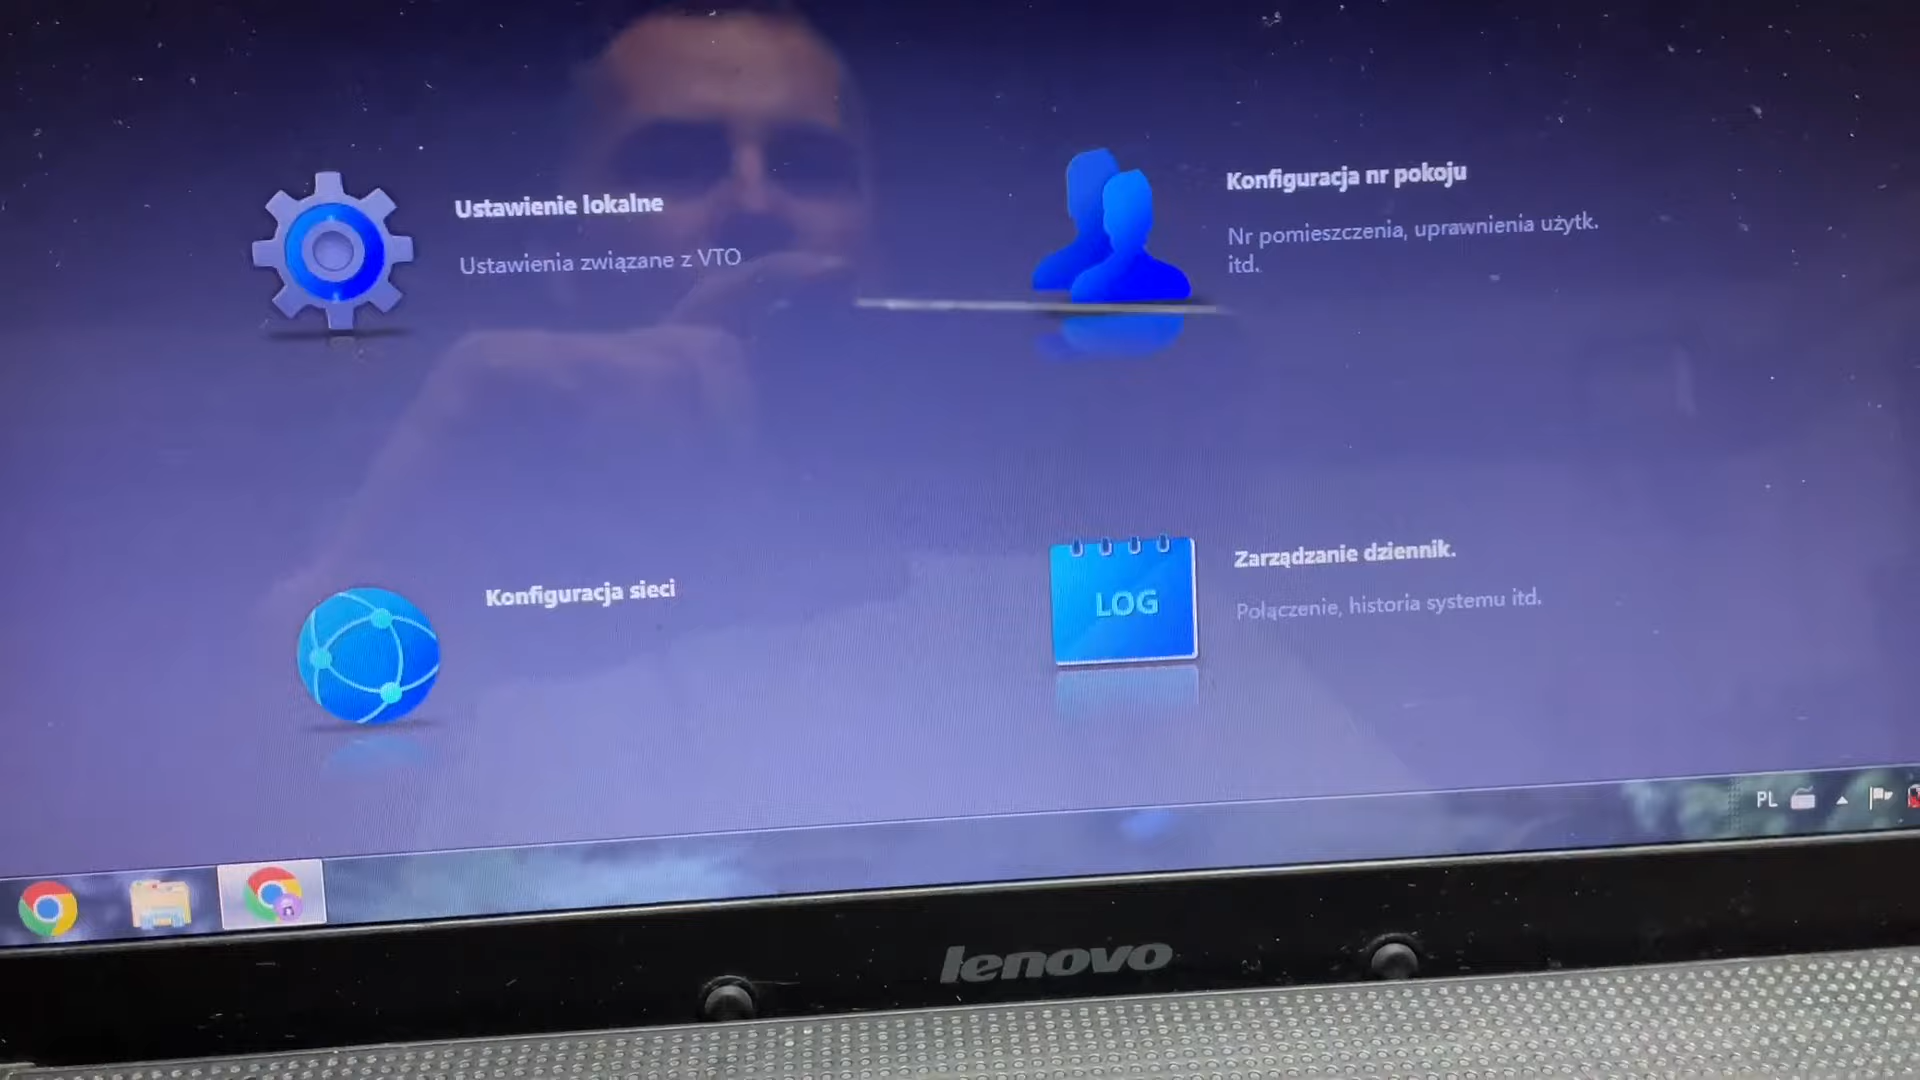 Ustawienie lokalne
Ustawienia związane z VTO
Konfiguracja nr pokoju
Nr pomieszczenia, uprawnienia użytk.
itd.
Konfiguracja sieci
LOG
Zarządzanie dziennik.
Połączenie, historia systemu itd.
PL
lenovo